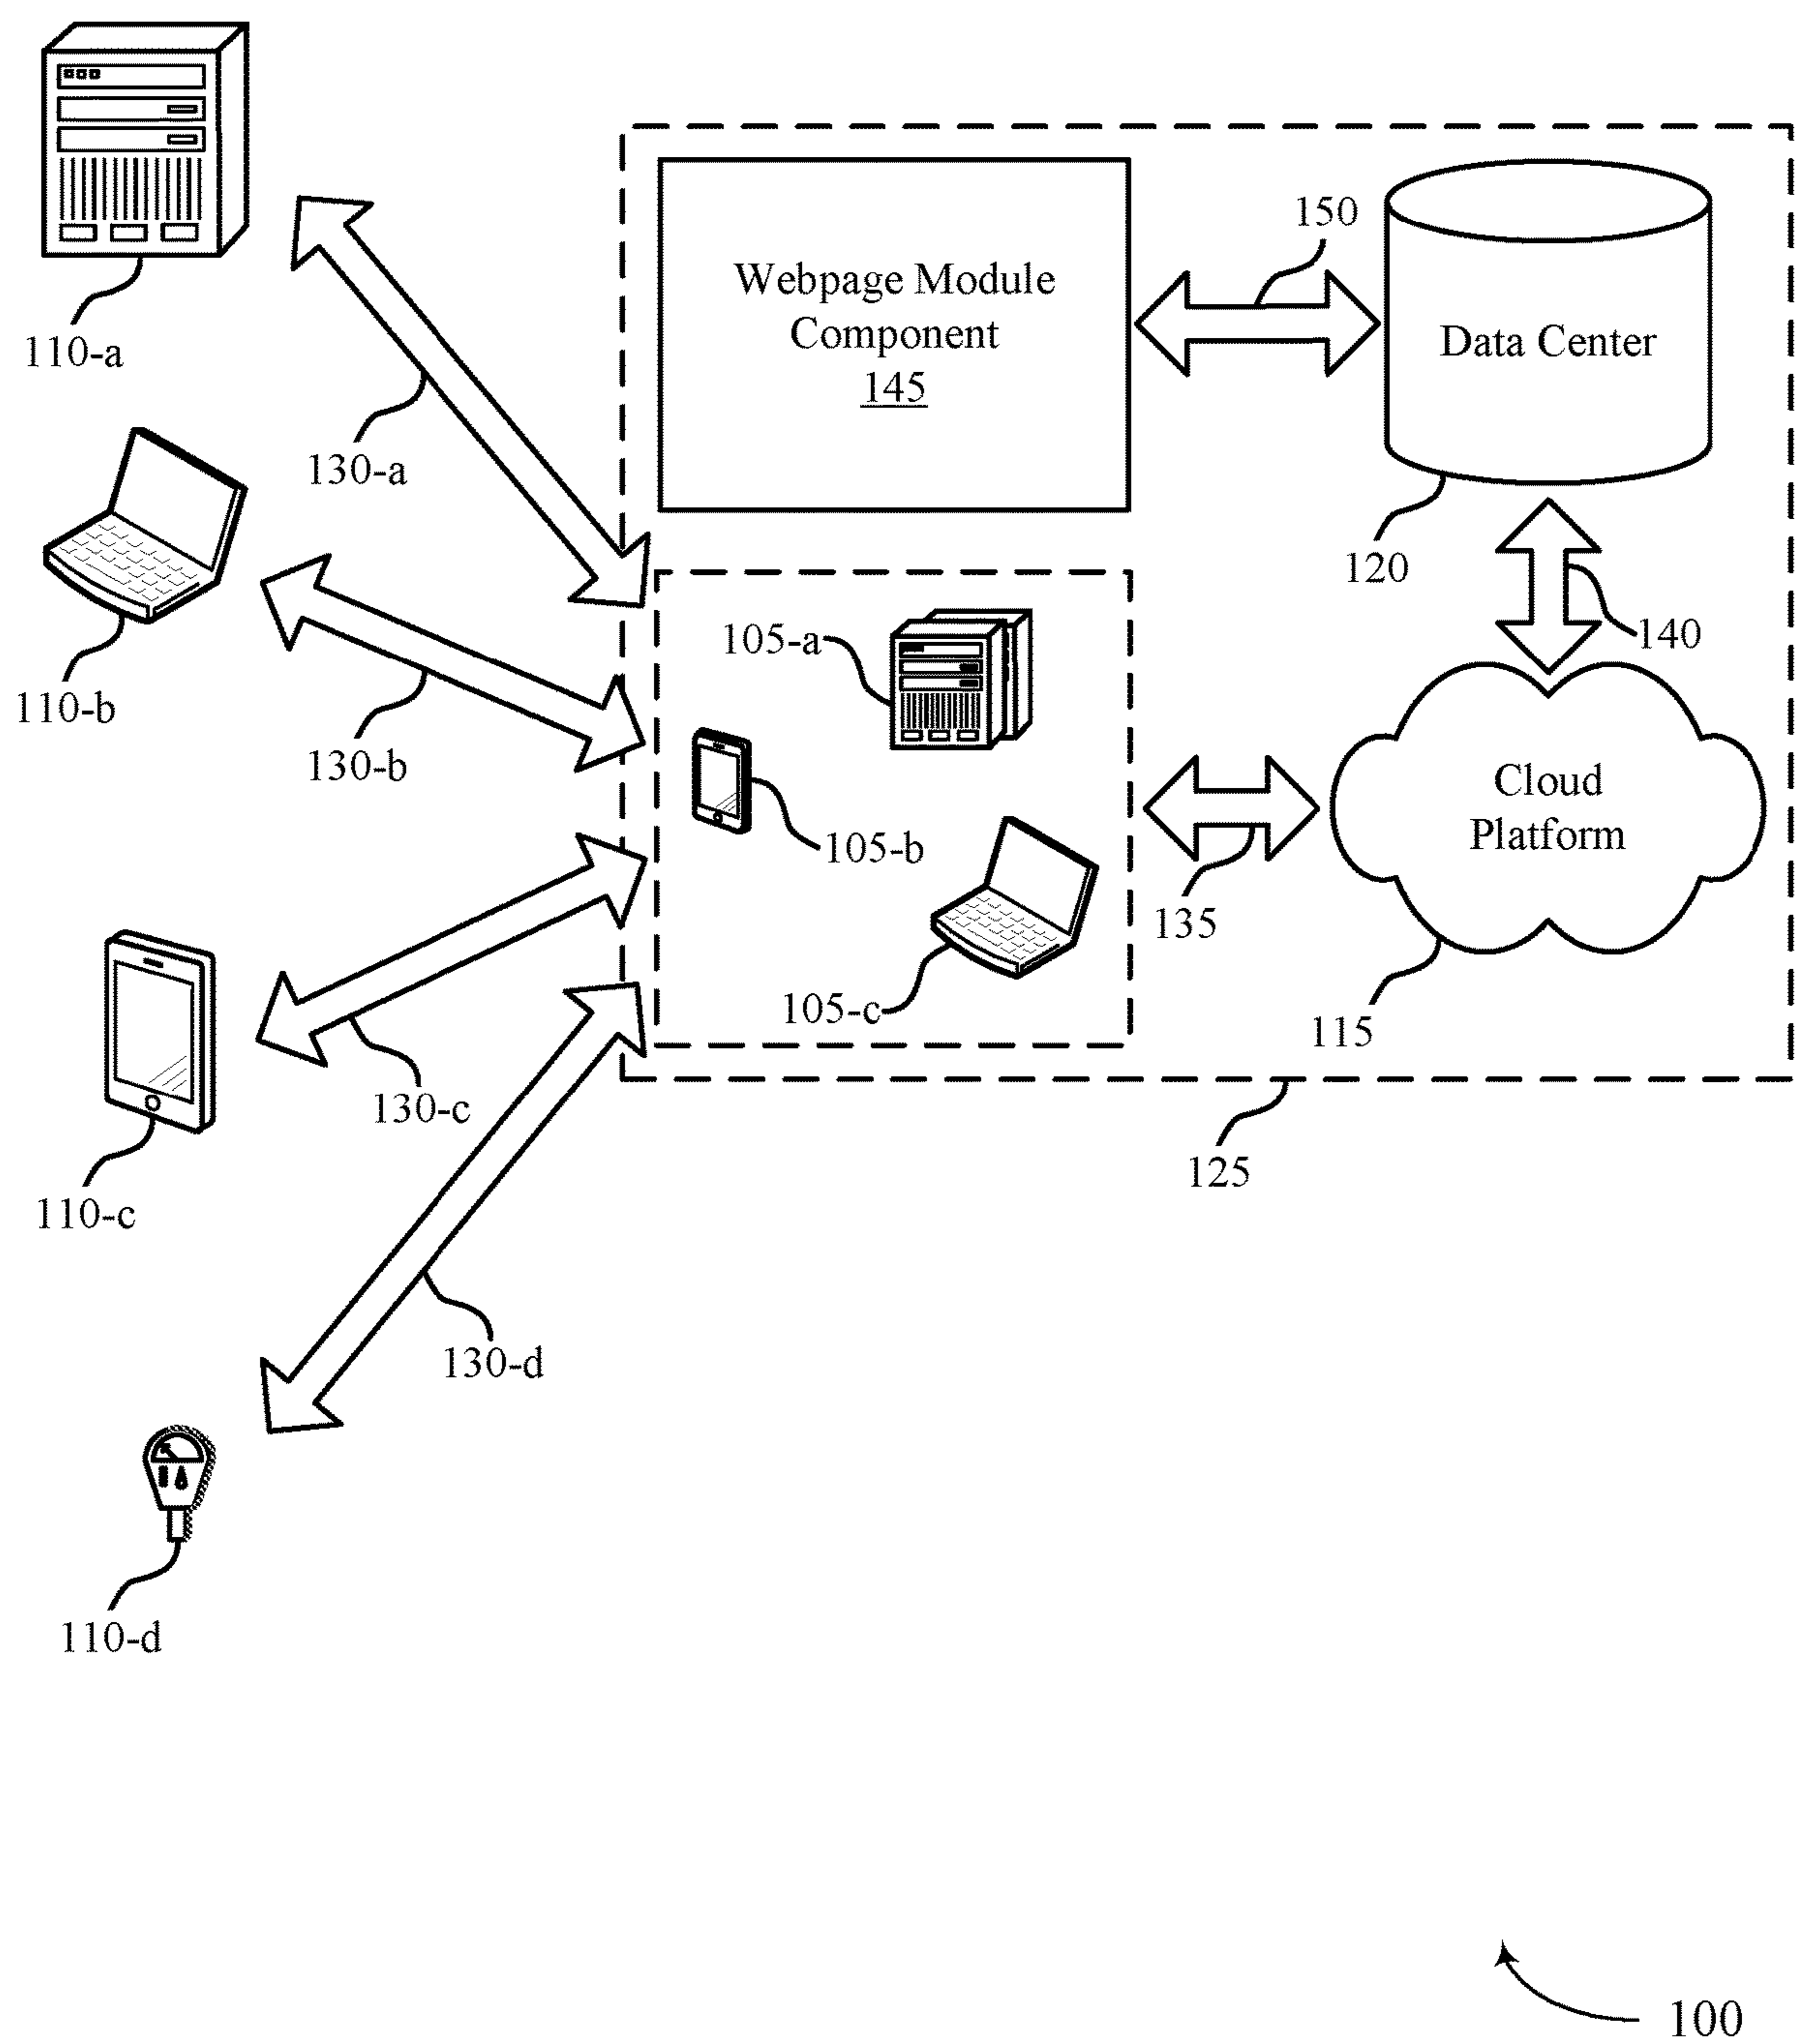 110-a
130-a
110-b
130-b
110-c
130-c
110-d
130-d
Webpage Module
Component
145
150
Data Center
120
140
105-a
105-b
105-c
135
Cloud
Platform
115
125
100